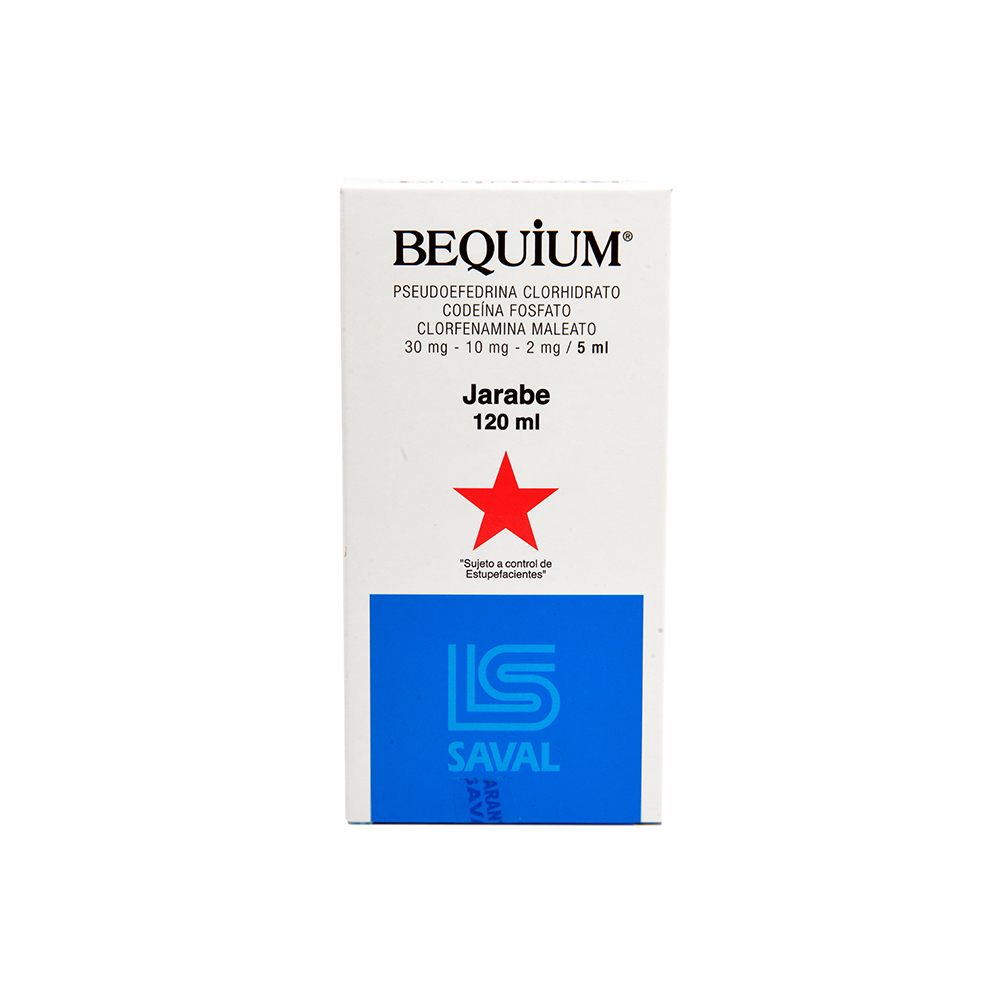 BEQUiUM®
PSEUDOEFEDRINA CLORHIDRATO
CODEÍNA FOSFATO
CLORFENAMINA MALEATO
30 mg - 10 mg - 2 mg / 5 ml
Jarabe
120 ml
"Sujeto a control de
Estupefacientes"
LS
SAVAL